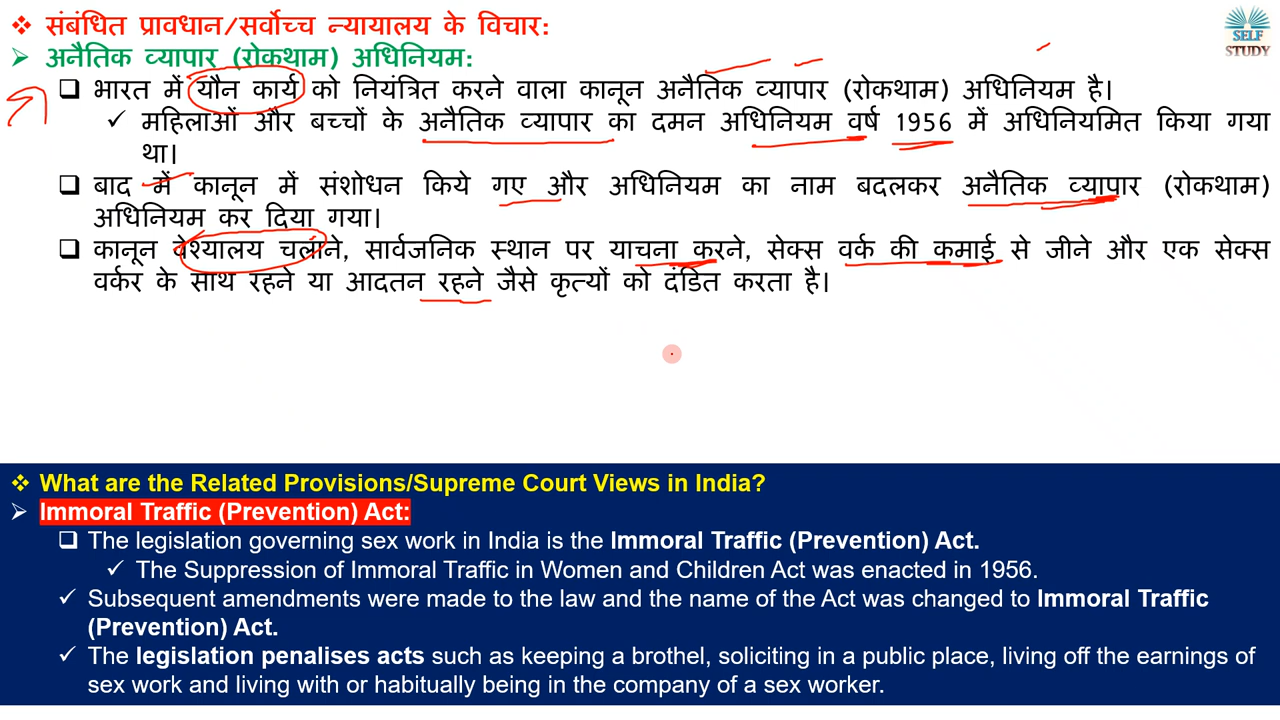 ❖ संबंधित प्रावधान/सर्वोच्च न्यायालय के विचार:
SELF
STUDY
➢ अनैतिक व्यापार (रोकथाम) अधिनियम:
❑ भारत में यौन कार्य को नियंत्रित करने वाला कानून अनैतिक व्यापार (रोकथाम) अधिनियम है।
✓ महिलाओं और बच्चों के अनैतिक व्यापार का दमन अधिनियम वर्ष 1956 में अधिनियमित किया गया
था।
❑ बाद में कानून में संशोधन किये गए और अधिनियम का नाम बदलकर अनैतिक व्यापार (रोकथाम)
अधिनियम कर दिया गया।
❑ कानून वेश्यालय चलाने, सार्वजनिक स्थान पर याचना करने, सेक्स वर्क की कमाई से जीने और एक सेक्स
वर्कर के साथ रहने या आदतन रहने जैसे कृत्यों को दंडित करता है।
❖ What are the Related Provisions/Supreme Court Views in India?
➢ Immoral Traffic (Prevention) Act:
❑ The legislation governing sex work in India is the Immoral Traffic (Prevention) Act.
✓ The Suppression of Immoral Traffic in Women and Children Act was enacted in 1956.
✓ Subsequent amendments were made to the law and the name of the Act was changed to Immoral Traffic
(Prevention) Act.
✓ The legislation penalises acts such as keeping a brothel, soliciting in a public place, living off the earnings of
sex work and living with or habitually being in the company of a sex worker.